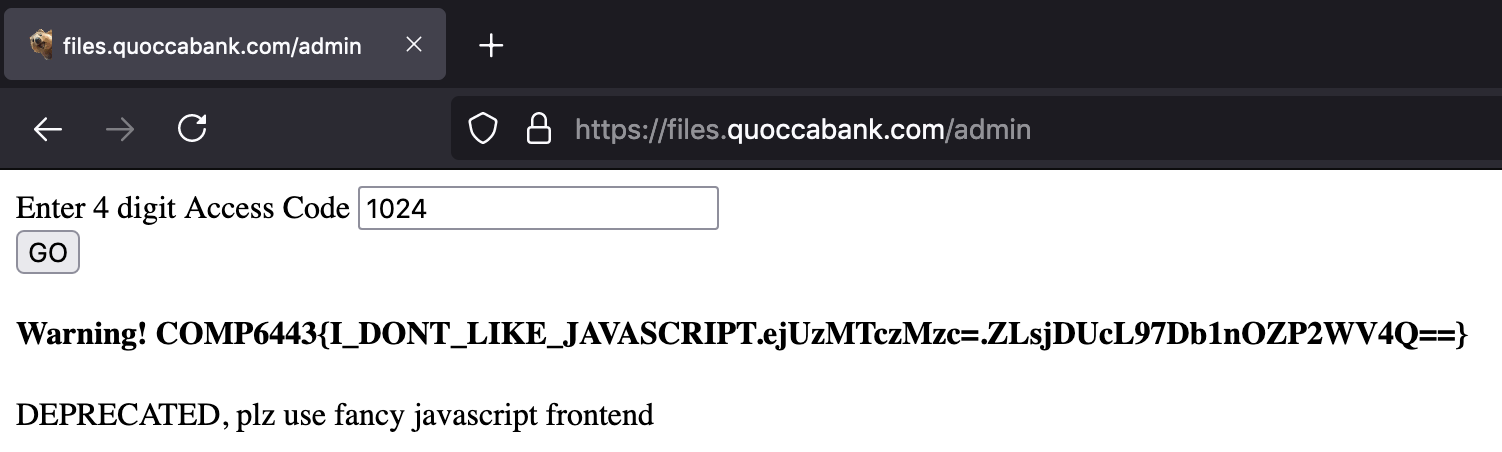 files.quoccabank.com/admin
https://files.quoccabank.com/admin
Enter 4 digit Access Code 1024
GO
Warning! COMP6443{I_DONT_LIKE_JAVASCRIPT.ejUzMTczMzc=.ZLsjDUcL97Db1nOZP2WV4Q==}
DEPRECATED, plz use fancy javascript frontend